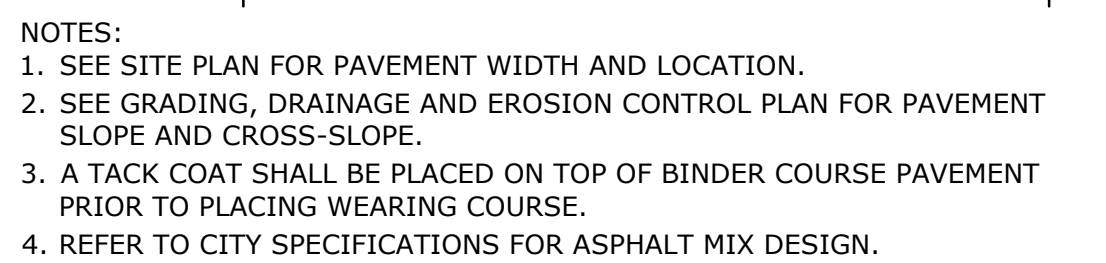 NOTES:
1. SEE SITE PLAN FOR PAVEMENT WIDTH AND LOCATION.
2. SEE GRADING, DRAINAGE AND EROSION CONTROL PLAN FOR PAVEMENT
SLOPE AND CROSS-SLOPE.
3. A TACK COAT SHALL BE PLACED ON TOP OF BINDER COURSE PAVEMENT
PRIOR TO PLACING WEARING COURSE.
4. REFER TO CITY SPECIFICATIONS FOR ASPHALT MIX DESIGN.